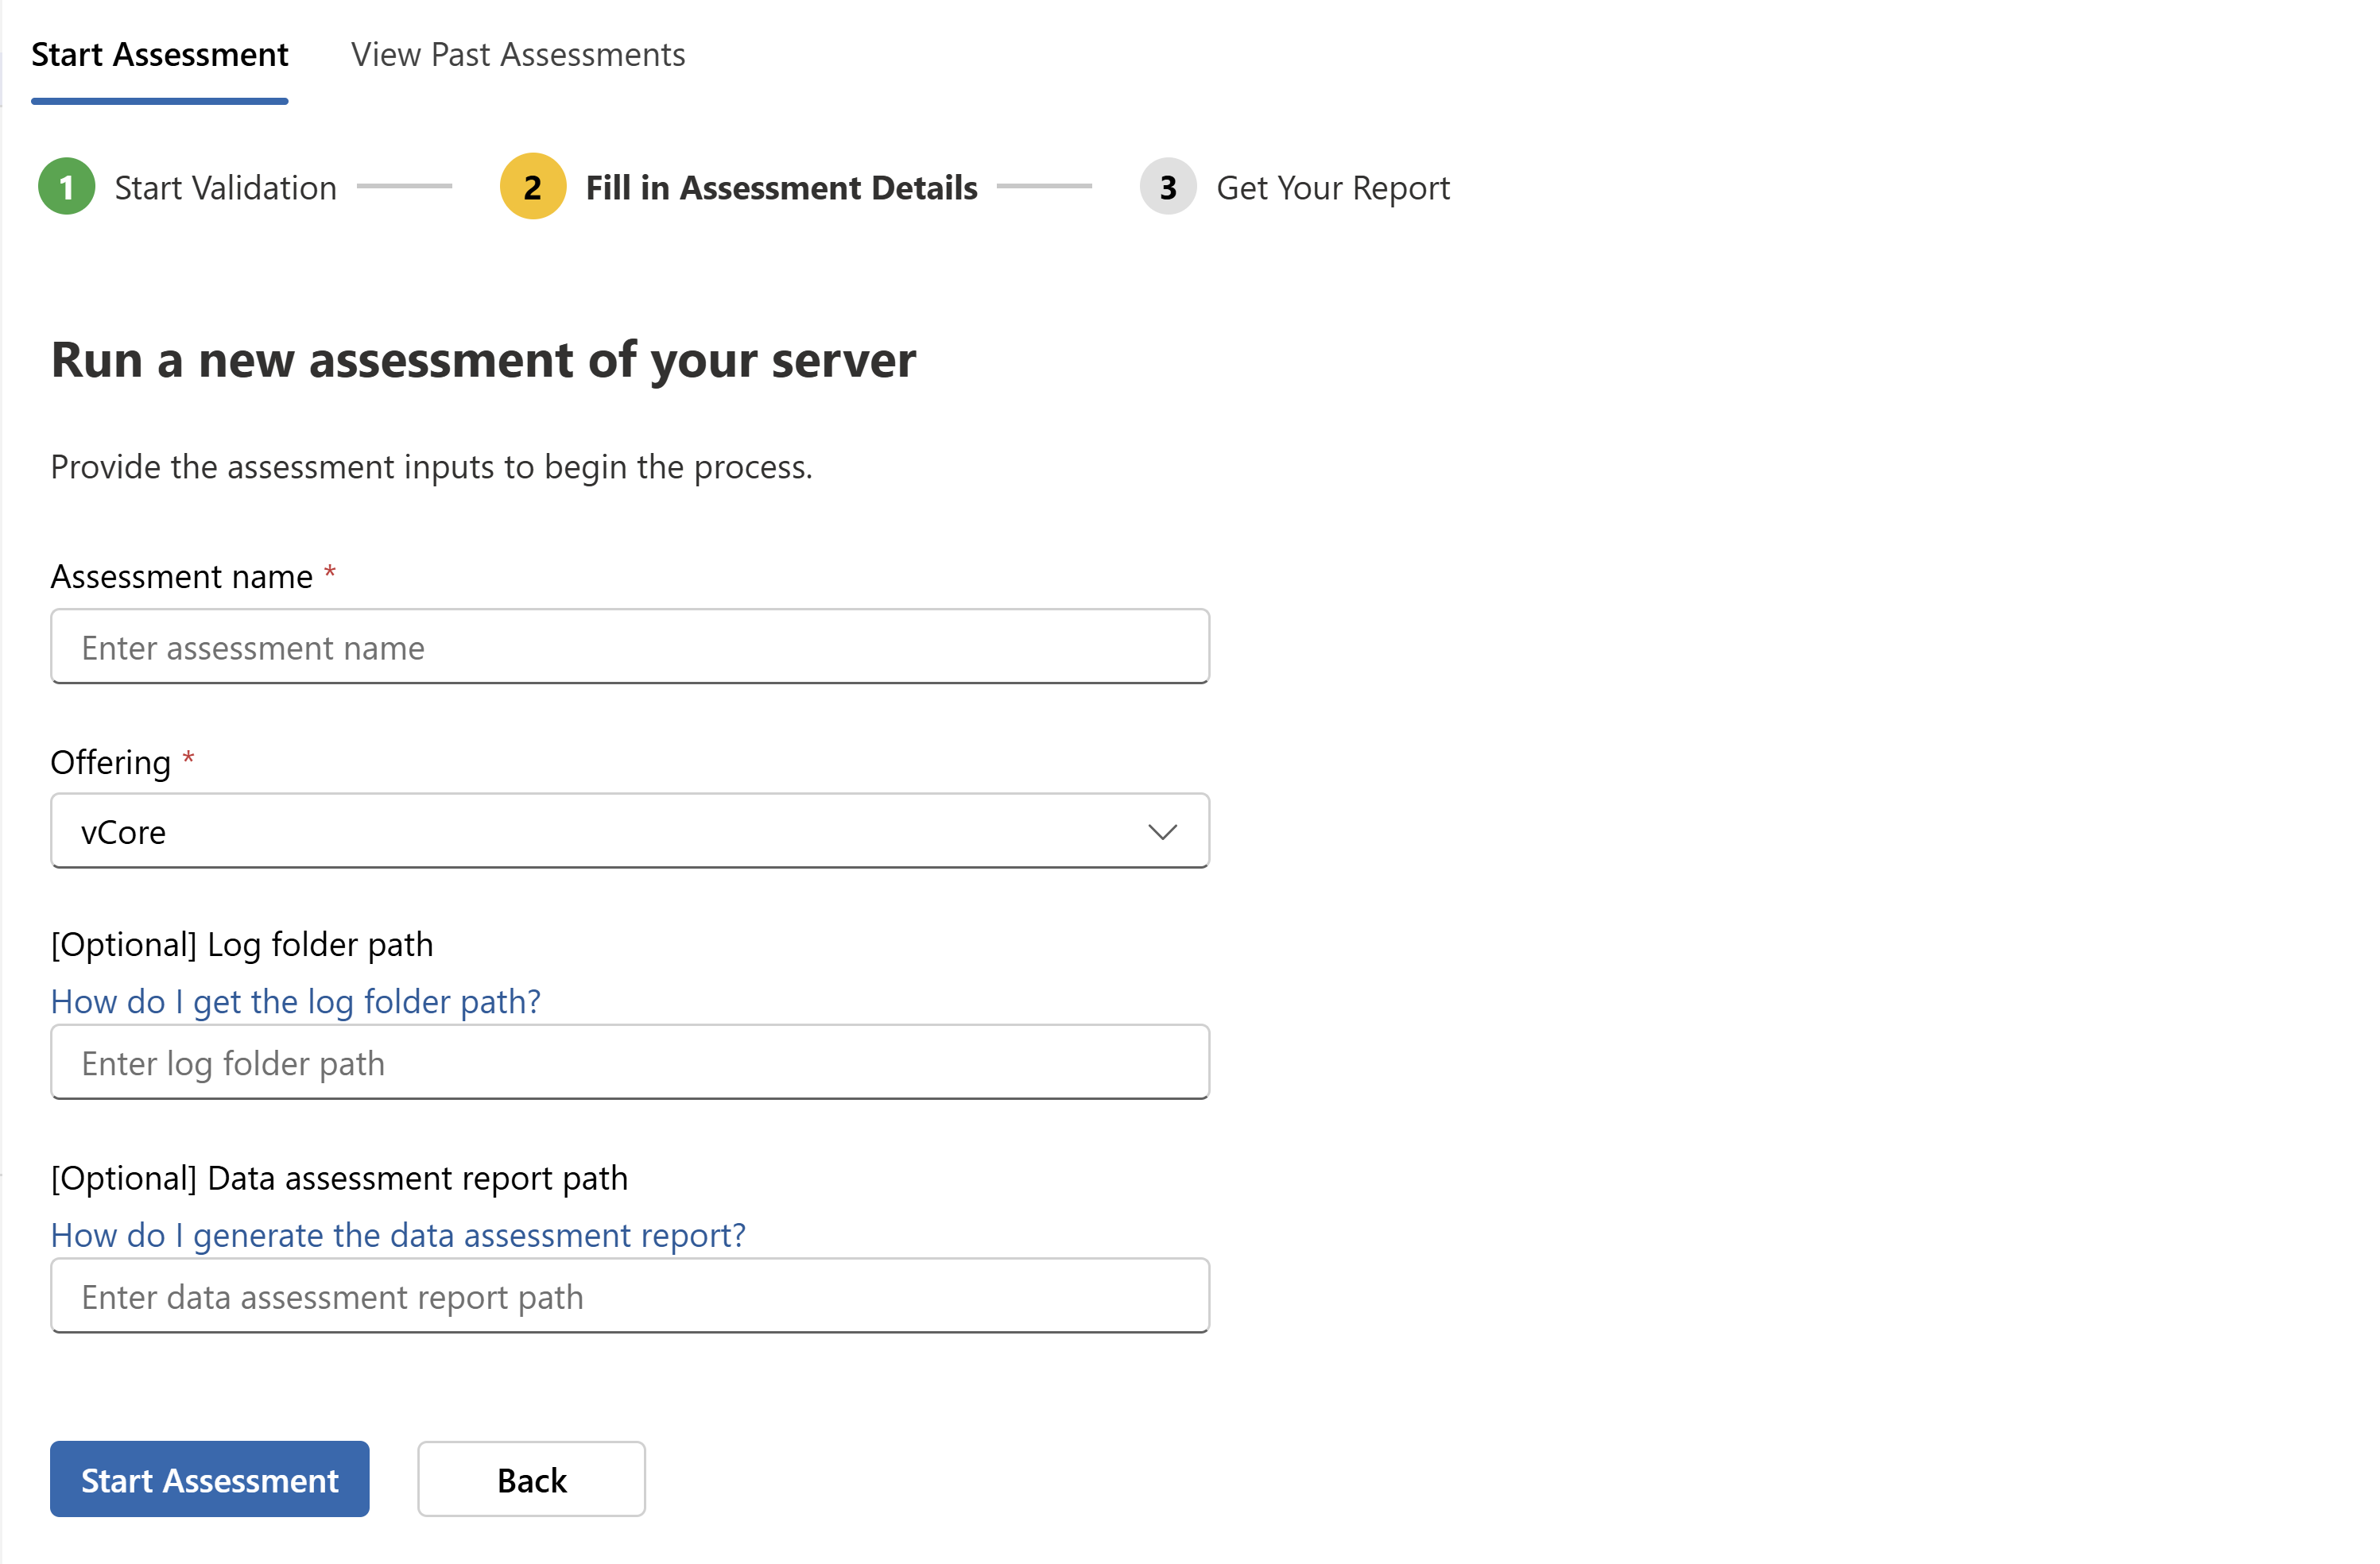 Start Assessment View Past Assessments
1 Start Validation 2 Fill in Assessment Details 3 Get Your Report
Run a new assessment of your server
Provide the assessment inputs to begin the process.
Assessment name *
Enter assessment name
Offering *
vCore
[Optional] Log folder path
How do I get the log folder path?
Enter log folder path
[Optional] Data assessment report path
How do I generate the data assessment report?
Enter data assessment report path
Start Assessment Back